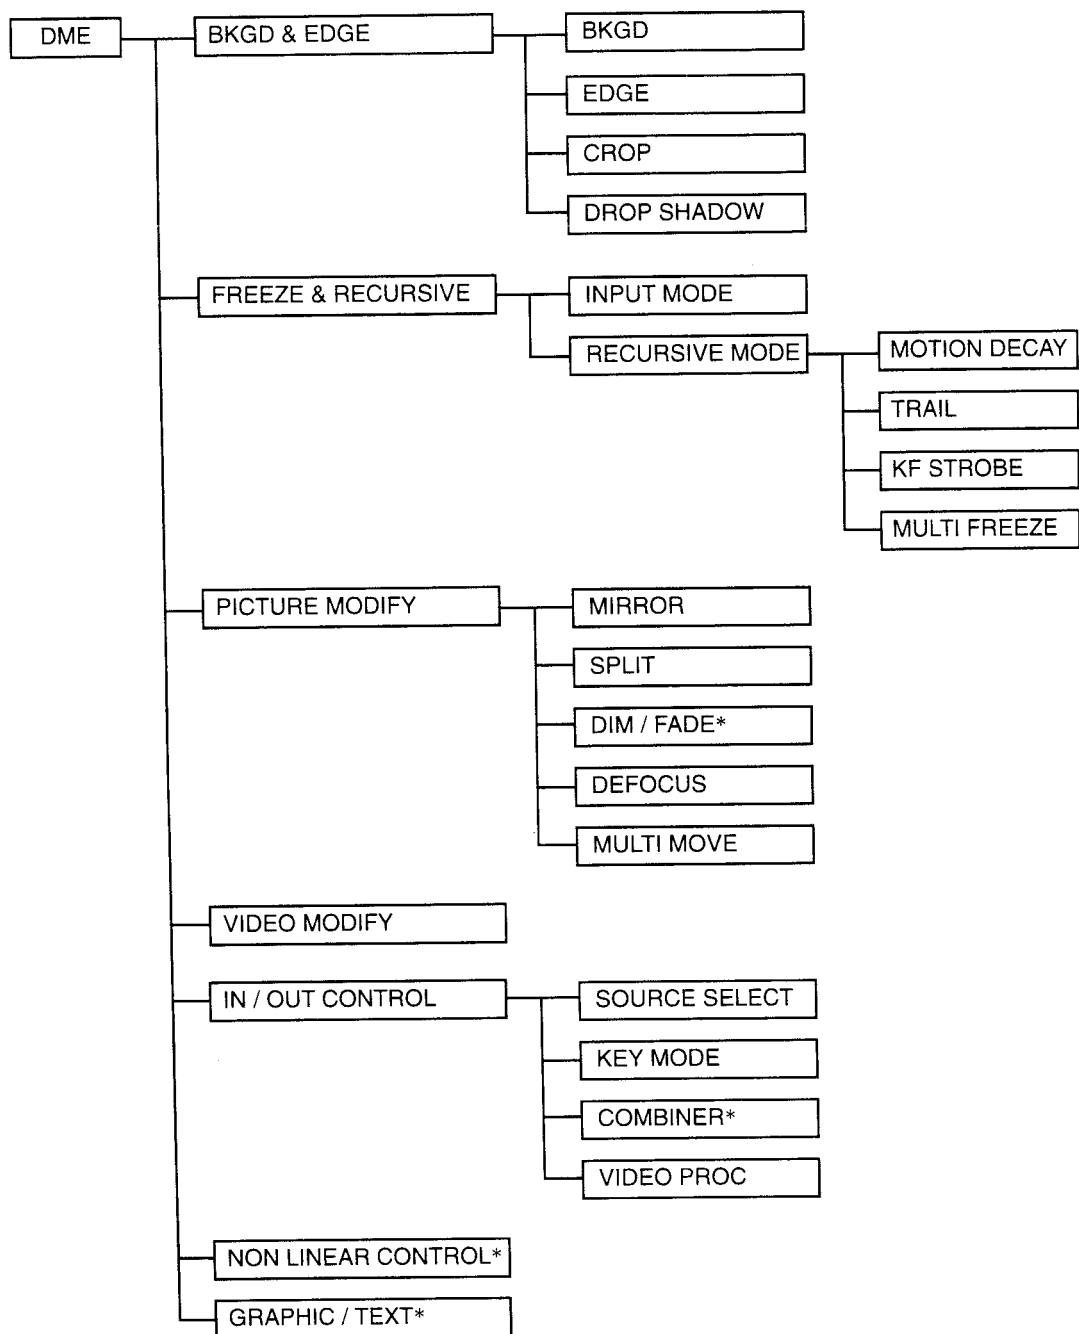 DME
BKGD & EDGE
BKGD
EDGE
CROP
DROP SHADOW
FREEZE & RECURSIVE
INPUT MODE
RECURSIVE MODE
MOTION DECAY
TRAIL
KF STROBE
MULTI FREEZE
PICTURE MODIFY
MIRROR
SPLIT
DIM / FADE*
DEFOCUS
MULTI MOVE
VIDEO MODIFY
IN / OUT CONTROL
SOURCE SELECT
KEY MODE
COMBINER*
VIDEO PROC
NON LINEAR CONTROL*
GRAPHIC / TEXT*